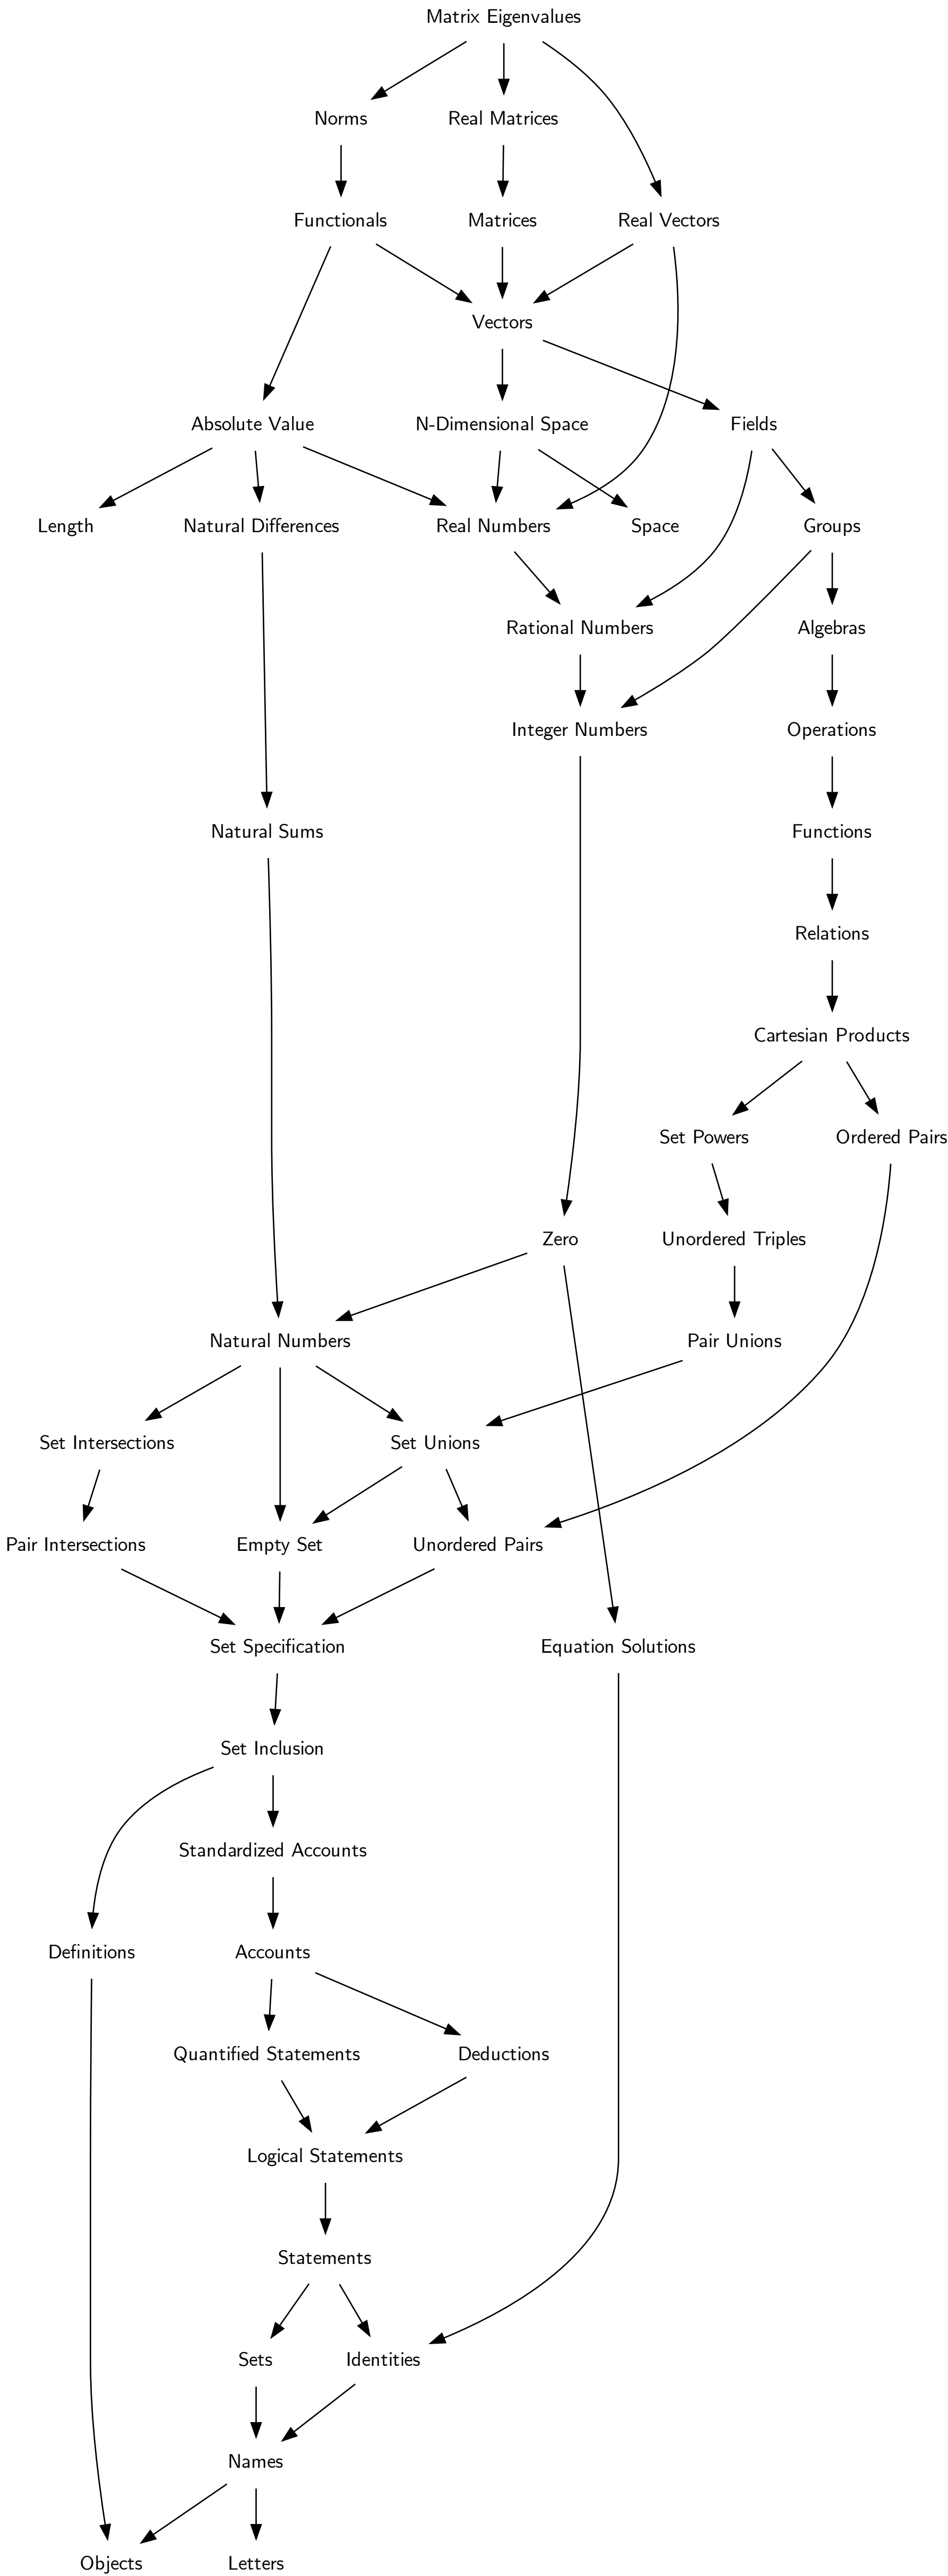 Matrix Eigenvalues
Norms
Real Matrices
Functionals
Matrices
Real Vectors
Vectors
Absolute Value
N-Dimensional Space
Fields
Length
Natural Differences
Real Numbers
Space
Groups
Rational Numbers
Algebras
Integer Numbers
Operations
Natural Sums
Functions
Relations
Cartesian Products
Set Powers
Ordered Pairs
Zero
Unordered Triples
Natural Numbers
Pair Unions
Set Intersections
Set Unions
Pair Intersections
Empty Set
Unordered Pairs
Set Specification
Equation Solutions
Set Inclusion
Standardized Accounts
Definitions
Accounts
Quantified Statements
Deductions
Logical Statements
Statements
Sets
Identities
Names
Objects
Letters